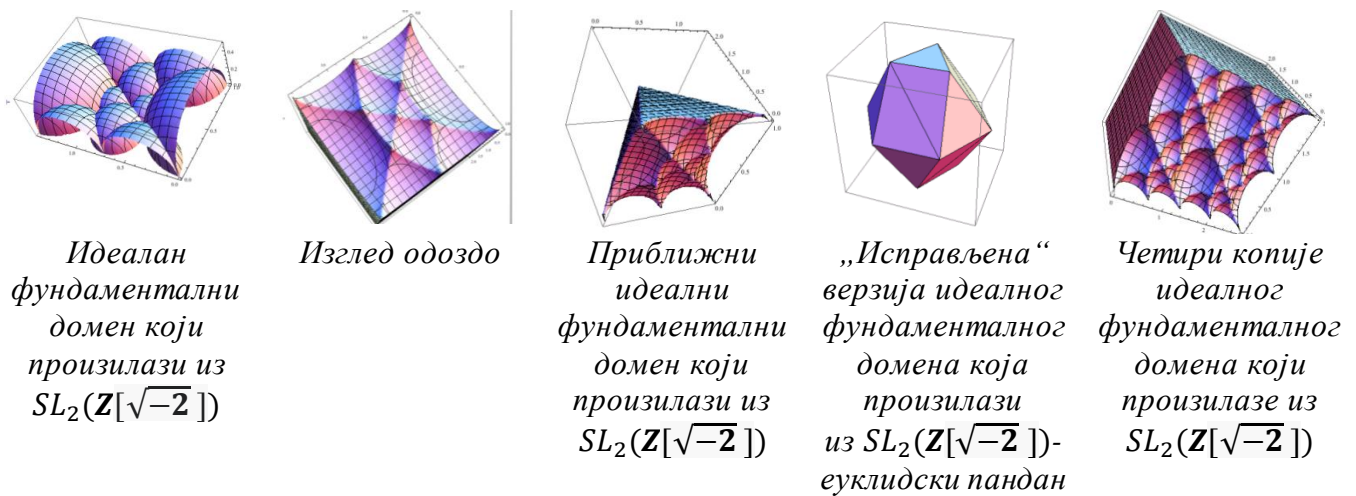 Идеалан
фундаментални
домен који
произилази из
SL₂(Z[√−2 ])
Изглед одоздо
Приближни
идеални
фундаментални
домен који
произилази из
SL₂(Z[√−2 ])
„Исправљена“
верзија идеалног
фундаменталног
домена која
произилази
из SL₂(Z[√−2 ])-
еуклидски пандан
Четири копије
идеалног
фундаменталног
домена који
произилазе из
SL₂(Z[√−2 ])